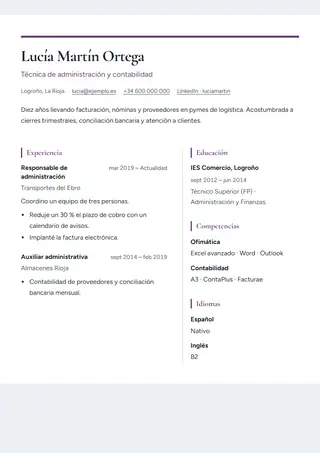 Lucía Martín Ortega
Técnica de administración y contabilidad
Logroño, La Rioja lucia@ejemplo.es +34 600 000 000 LinkedIn · luciamartin
Diez años llevando facturación, nóminas y proveedores en pymes de logística. Acostumbrada a
cierres trimestrales, conciliación bancaria y atención a clientes.
Experiencia
Responsable de administración mar 2019 – Actualidad
Transportes del Ebro
Coordino un equipo de tres personas.
• Reduje un 30 % el plazo de cobro con un
calendario de avisos.
• Implanté la factura electrónica.
Auxiliar administrativa sept 2014 – feb 2019
Almacenes Rioja
• Contabilidad de proveedores y conciliación
bancaria mensual.
Educación
IES Comercio, Logroño
sept 2012 – jun 2014
Técnico Superior (FP) ·
Administración y Finanzas.
Competencias
Ofimática
Excel avanzado · Word · Outlook
Contabilidad
A3 · ContaPlus · Facturae
Idiomas
Español
Nativo
Inglés
B2